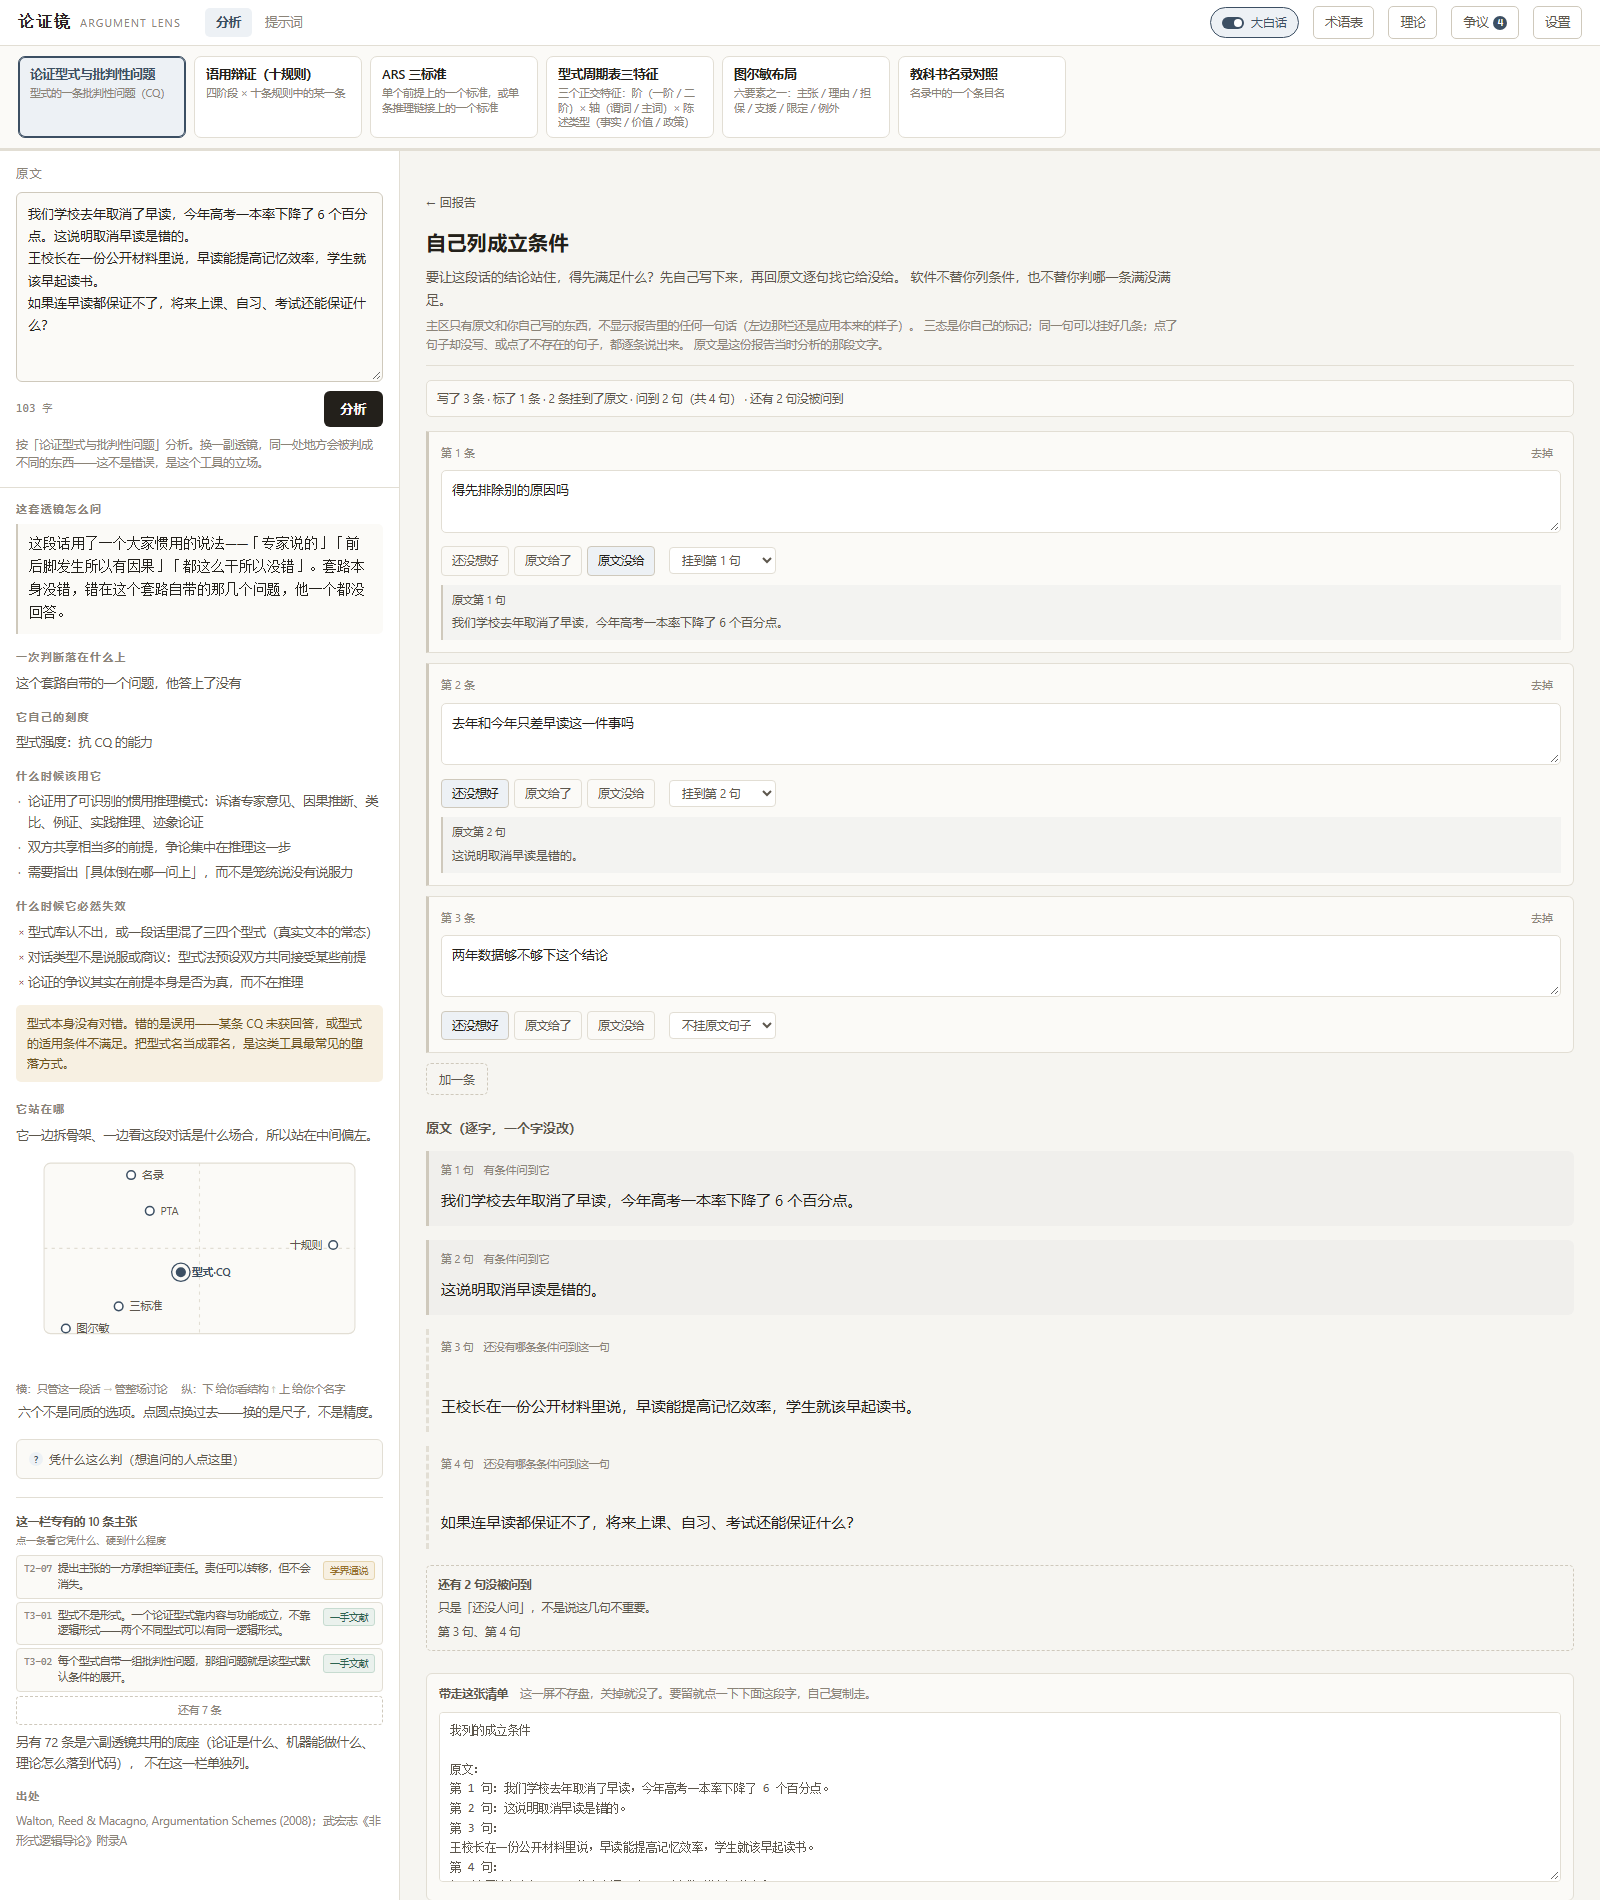 论证镜 ARGUMENT LENS 分析 提示词 大白话 术语表 理论 争议 4 设置
论证型式与批判性问题
型式的一条批判性问题（CQ）
语用辩证（十规则）
四阶段 × 十条规则中的某一条
ARS 三标准
单个前提上的一个标准，或单
条推理链接上的一个标准
型式周期表三特征
三个正交特征：阶（一阶 / 二
阶）× 轴（谓词 / 主词）× 陈
述类型（事实 / 价值 / 政策）
图尔敏布局
六要素之一：主张 / 理由 / 担
保 / 支援 / 限定 / 例外
教科书名录对照
名录中的一个条目名
原文
我们学校去年取消了早读，今年高考一本率下降了 6 个百分
点。这说明取消早读是错的。
王校长在一份公开材料里说，早读能提高记忆效率，学生就
该早起读书。
如果连早读都保证不了，将来上课、自习、考试还能保证什
么？
103 字
分析
按「论证型式与批判性问题」分析。换一副透镜，同一处地方会被判成
不同的东西——这不是错误，是这个工具的立场。
这套透镜怎么问
这段话用了一个大家惯用的说法——「专家说的」「前
后脚发生所以有因果」「都这么干所以没错」。套路本
身没错，错在这个套路自带的那几个问题，他一个都没
回答。
一次判断落在什么上
这个套路自带的一个问题，他答上了没有
它自己的刻度
型式强度：抗 CQ 的能力
什么时候该用它
· 论证用了可识别的惯用推理模式：诉诸专家意见、因果推断、类
比、例证、实践推理、迹象论证
· 双方共享相当多的前提，争论集中在推理这一步
· 需要指出「具体倒在哪一问上」，而不是笼统说没有说服力
什么时候它必然失效
× 型式库认不出，或一段话里混了三四个型式（真实文本的常态）
× 对话类型不是说服或商议：型式法预设双方共同接受某些前提
× 论证的争议其实在前提本身是否为真，而不在推理
型式本身没有对错。错的是误用——某条 CQ 未获回答，或型式
的适用条件不满足。把型式名当成罪名，是这类工具最常见的堕
落方式。
它站在哪
它一边拆骨架、一边看这段对话是什么场合，所以站在中间偏左。
名录
PTA
十规则
型式·CQ
三标准
图尔敏
横：只管这一段话 → 管整场讨论 纵：下 给你看结构 ↑ 上 给你个名字
六个不是同质的选项。点圆点换过去——换的是尺子，不是精度。
? 凭什么这么判（想追问的人点这里）
这一栏专有的 10 条主张
点一条看它凭什么、硬到什么程度
T2-07 提出主张的一方承担举证责任。责任可以转移，但不会
消失。
学界通说
T3-01 型式不是形式。一个论证型式靠内容与功能成立，不靠
逻辑形式——两个不同型式可以有同一逻辑形式。
一手文献
T3-02 每个型式自带一组批判性问题，那组问题就是该型式默
认条件的展开。
一手文献
还有 7 条
另有 72 条是六副透镜共用的底座（论证是什么、机器能做什么、
理论怎么落到代码），不在这一栏单独列。
出处
Walton, Reed & Macagno, Argumentation Schemes (2008)；武宏志《非
形式逻辑导论》附录A
← 回报告
自己列成立条件
要让这段话的结论站住，得先满足什么？先自己写下来，再回原文逐句找它给没给。 软件不替你列条件，也不替你判哪一条满没满
足。
主区只有原文和你自己写的东西，不显示报告里的任何一句话（左边那栏还是应用本来的样子）。 三态是你自己的标记；同一句可以挂好几条；点了
句子却没写、或点了不存在的句子，都逐条说出来。 原文是这份报告当时分析的那段文字。
写了 3 条 · 标了 1 条 · 2 条挂到了原文 · 问到 2 句（共 4 句） · 还有 2 句没被问到
第 1 条 去掉
得先排除别的原因吗
还没想好 原文给了 原文没给 挂到第 1 句
原文第 1 句
我们学校去年取消了早读，今年高考一本率下降了 6 个百分点。
第 2 条 去掉
去年和今年只差早读这一件事吗
还没想好 原文给了 原文没给 挂到第 2 句
原文第 2 句
这说明取消早读是错的。
第 3 条 去掉
两年数据够不够下这个结论
还没想好 原文给了 原文没给 不挂原文句子
加一条
原文（逐字，一个字没改）
第 1 句 有条件问到它
我们学校去年取消了早读，今年高考一本率下降了 6 个百分点。
第 2 句 有条件问到它
这说明取消早读是错的。
第 3 句 还没有哪条条件问到这一句
王校长在一份公开材料里说，早读能提高记忆效率，学生就该早起读书。
第 4 句 还没有哪条条件问到这一句
如果连早读都保证不了，将来上课、自习、考试还能保证什么？
还有 2 句没被问到
只是「还没人问」，不是说这几句不重要。
第 3 句、第 4 句
带走这张清单 这一屏不存盘，关掉就没了。要留就点一下下面这段字，自己复制走。
我列的成立条件
原文：
第 1 句：我们学校去年取消了早读，今年高考一本率下降了 6 个百分点。
第 2 句：这说明取消早读是错的。
第 3 句：
王校长在一份公开材料里说，早读能提高记忆效率，学生就该早起读书。
第 4 句：